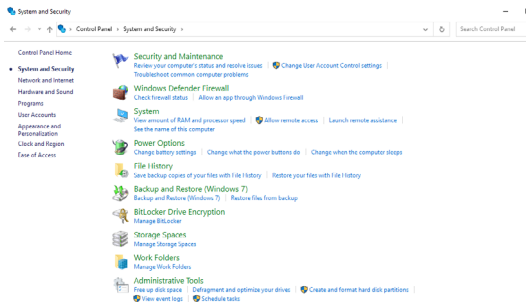 System and Security
Control Panel › System and Security ›
Search Control Panel
Control Panel Home
System and Security
Network and Internet
Hardware and Sound
Programs
User Accounts
Appearance and
Personalization
Clock and Region
Ease of Access
Security and Maintenance
Review your computer's status and resolve issues | Change User Account Control settings |
Troubleshoot common computer problems
Windows Defender Firewall
Check firewall status | Allow an app through Windows Firewall
System
View amount of RAM and processor speed | Allow remote access | Launch remote assistance |
See the name of this computer
Power Options
Change battery settings | Change what the power buttons do | Change when the computer sleeps
File History
Save backup copies of your files with File History | Restore your files with File History
Backup and Restore (Windows 7)
Backup and Restore (Windows 7) | Restore files from backup
BitLocker Drive Encryption
Manage BitLocker
Storage Spaces
Manage Storage Spaces
Work Folders
Manage Work Folders
Administrative Tools
Free up disk space | Defragment and optimize your drives | Create and format hard disk partitions |
View event logs | Schedule tasks